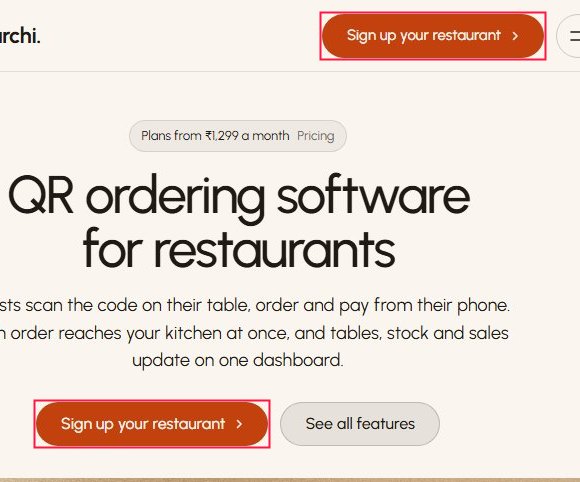 archi.
Sign up your restaurant
Plans from ₹1,299 a month Pricing
QR ordering software
for restaurants
sts scan the code on their table, order and pay from their phone.
order reaches your kitchen at once, and tables, stock and sales
update on one dashboard.
Sign up your restaurant
See all features